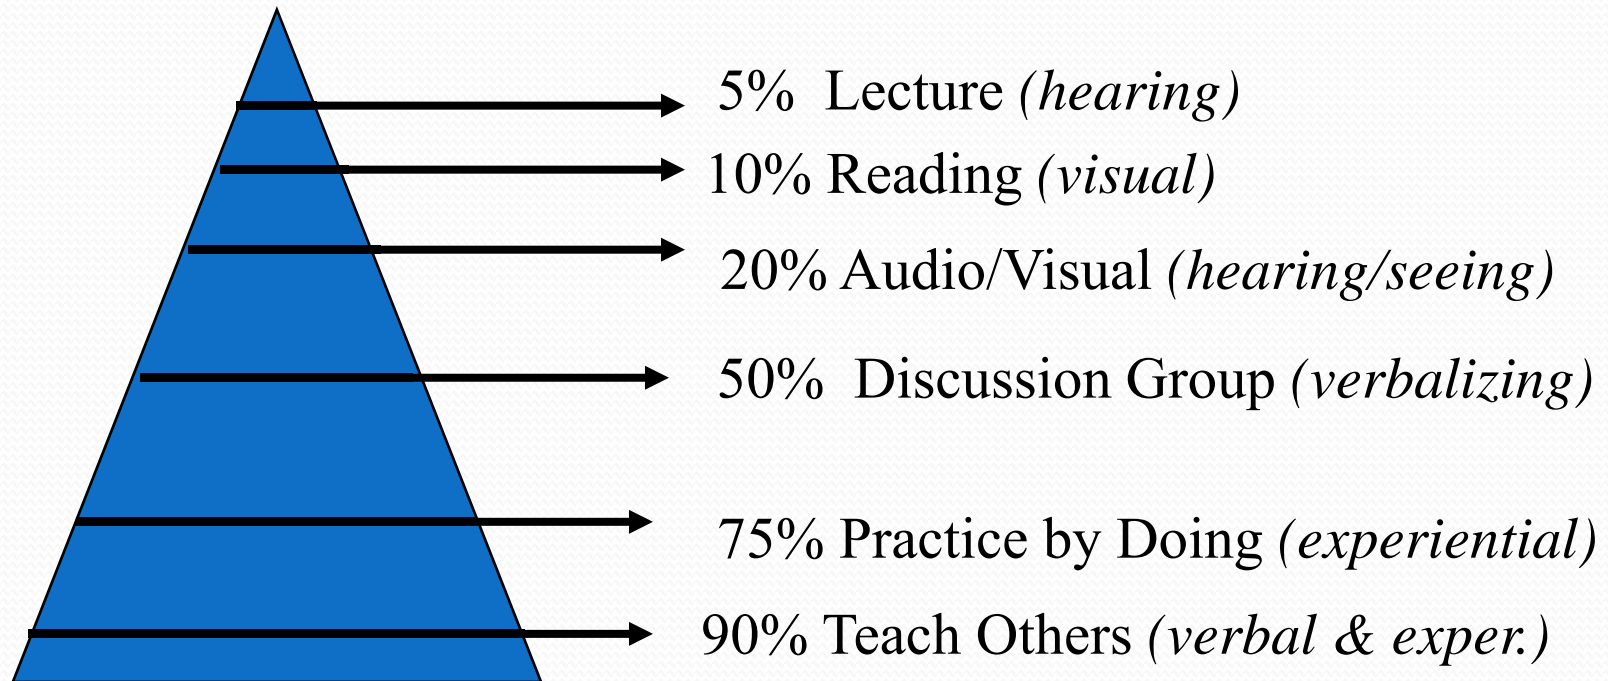 5% Lecture (hearing)
10% Reading (visual)
20% Audio/Visual (hearing/seeing)
50% Discussion Group (verbalizing)
75% Practice by Doing (experiential)
90% Teach Others (verbal & exper.)